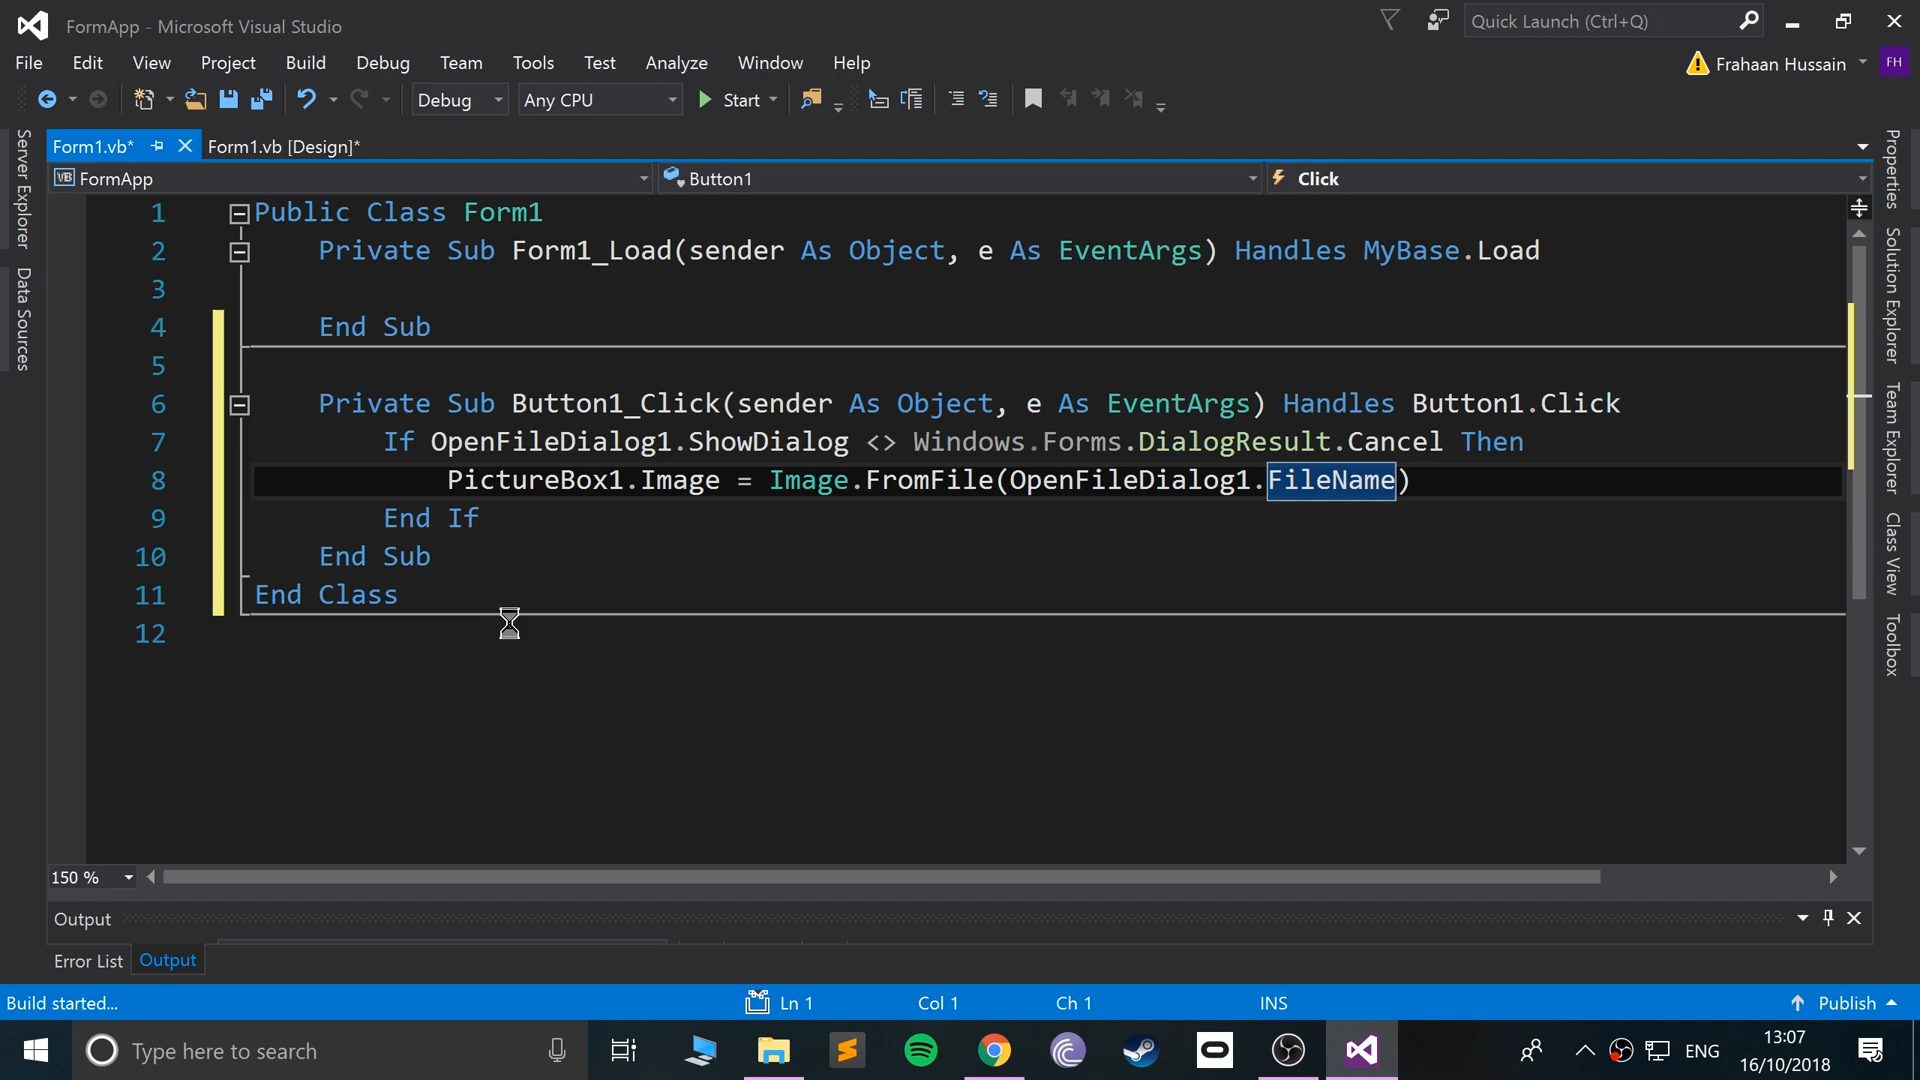 FormApp - Microsoft Visual Studio
Quick Launch (Ctrl+Q)
File Edit View Project Build Debug Team Tools Test Analyze Window Help
Frahaan Hussain FH
Debug Any CPU Start
Form1.vb* Form1.vb [Design]*
VB FormApp Button1 Click
1 Public Class Form1
2 Private Sub Form1_Load(sender As Object, e As EventArgs) Handles MyBase.Load
3
4 End Sub
5
6 Private Sub Button1_Click(sender As Object, e As EventArgs) Handles Button1.Click
7 If OpenFileDialog1.ShowDialog <> Windows.Forms.DialogResult.Cancel Then
8 PictureBox1.Image = Image.FromFile(OpenFileDialog1.FileName)
9 End If
10 End Sub
11 End Class
12
Server Explorer
Data Sources
Properties
Solution Explorer
Team Explorer
Class View
Toolbox
150 %
Output
Error List Output
Build started... Ln 1 Col 1 Ch 1 INS Publish
Type here to search
ENG
13:07
16/10/2018